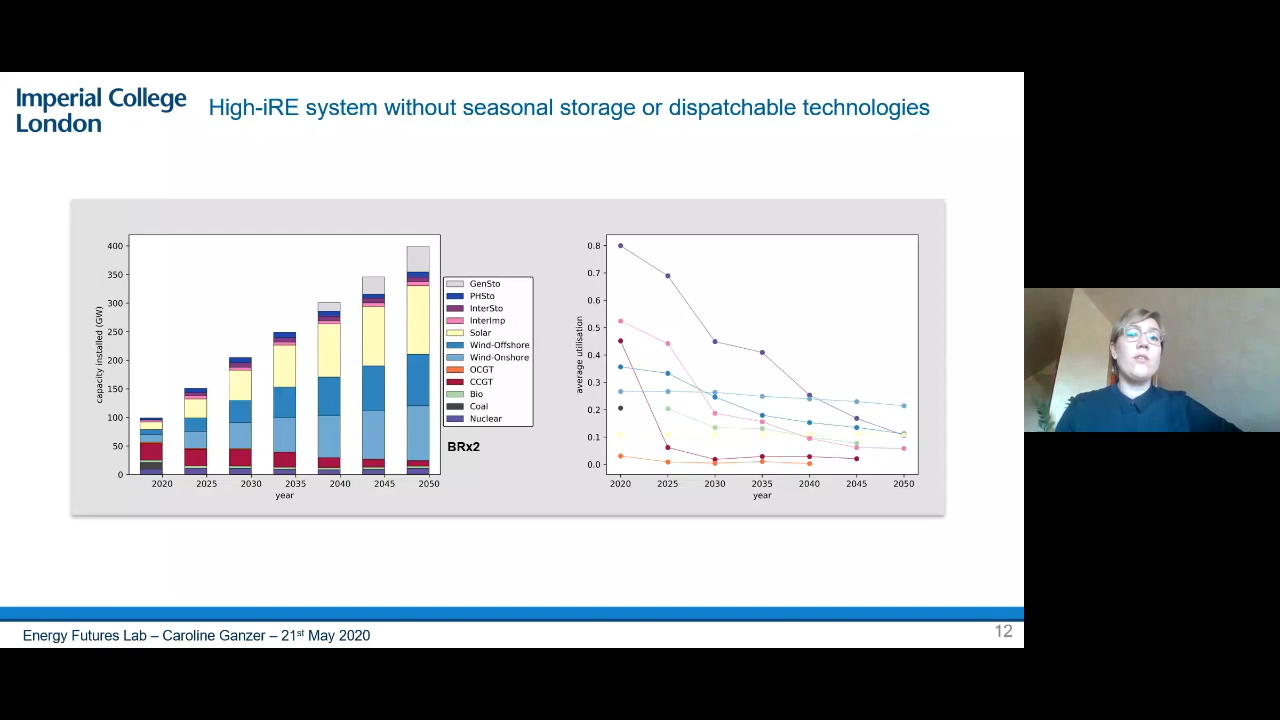 Imperial College
London
High-iRE system without seasonal storage or dispatchable technologies
capacity installed (GW)
400
350
300
250
200
150
100
50
0
2020 2025 2030 2035 2040 2045 2050
year
GenSto
PHSto
InterSto
InterImp
Solar
Wind-Offshore
Wind-Onshore
OCGT
CCGT
Bio
Coal
Nuclear
BRx2
average utilisation
0.8
0.7
0.6
0.5
0.4
0.3
0.2
0.1
0.0
2020 2025 2030 2035 2040 2045 2050
year
Energy Futures Lab – Caroline Ganzer – 21st May 2020
12